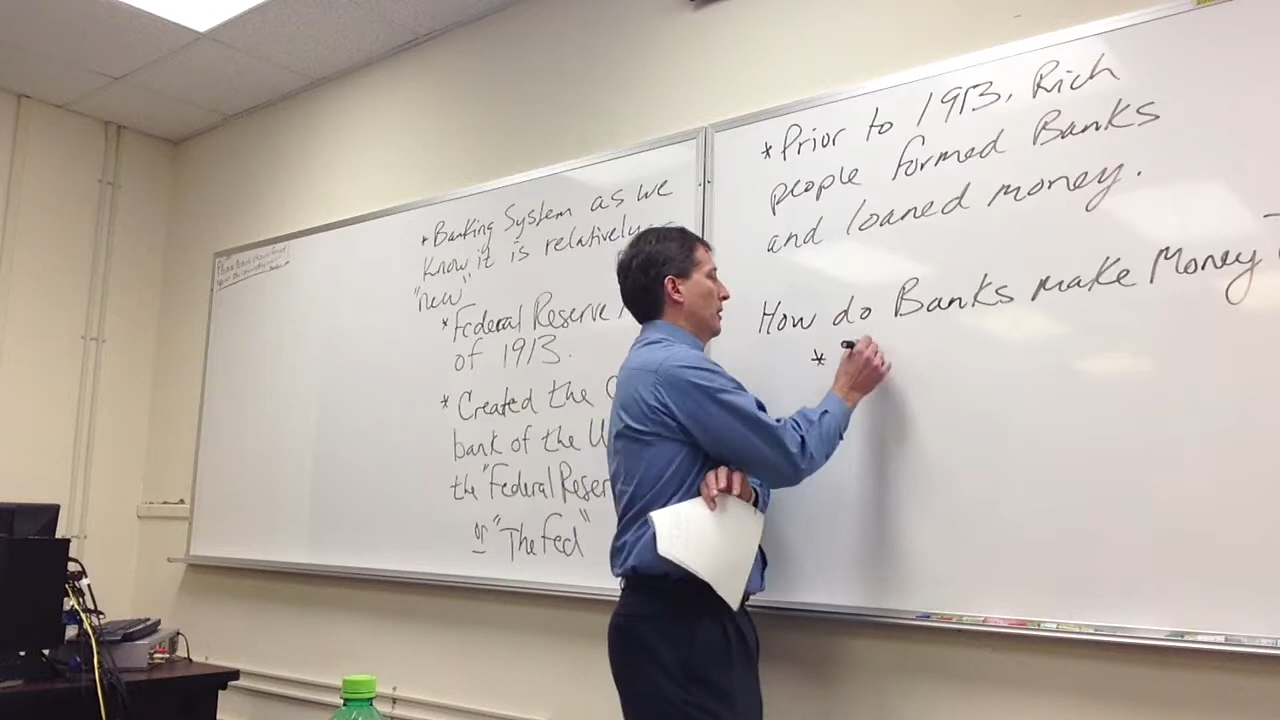 * Banking System as we
Know it is relatively
"new"
* Federal Reserve
of 1913.
* Created the
bank of the U
the "Federal Reser
or "The Fed"
* Prior to 1913, Rich
people formed Banks
and loaned money.
How do Banks make Money
*